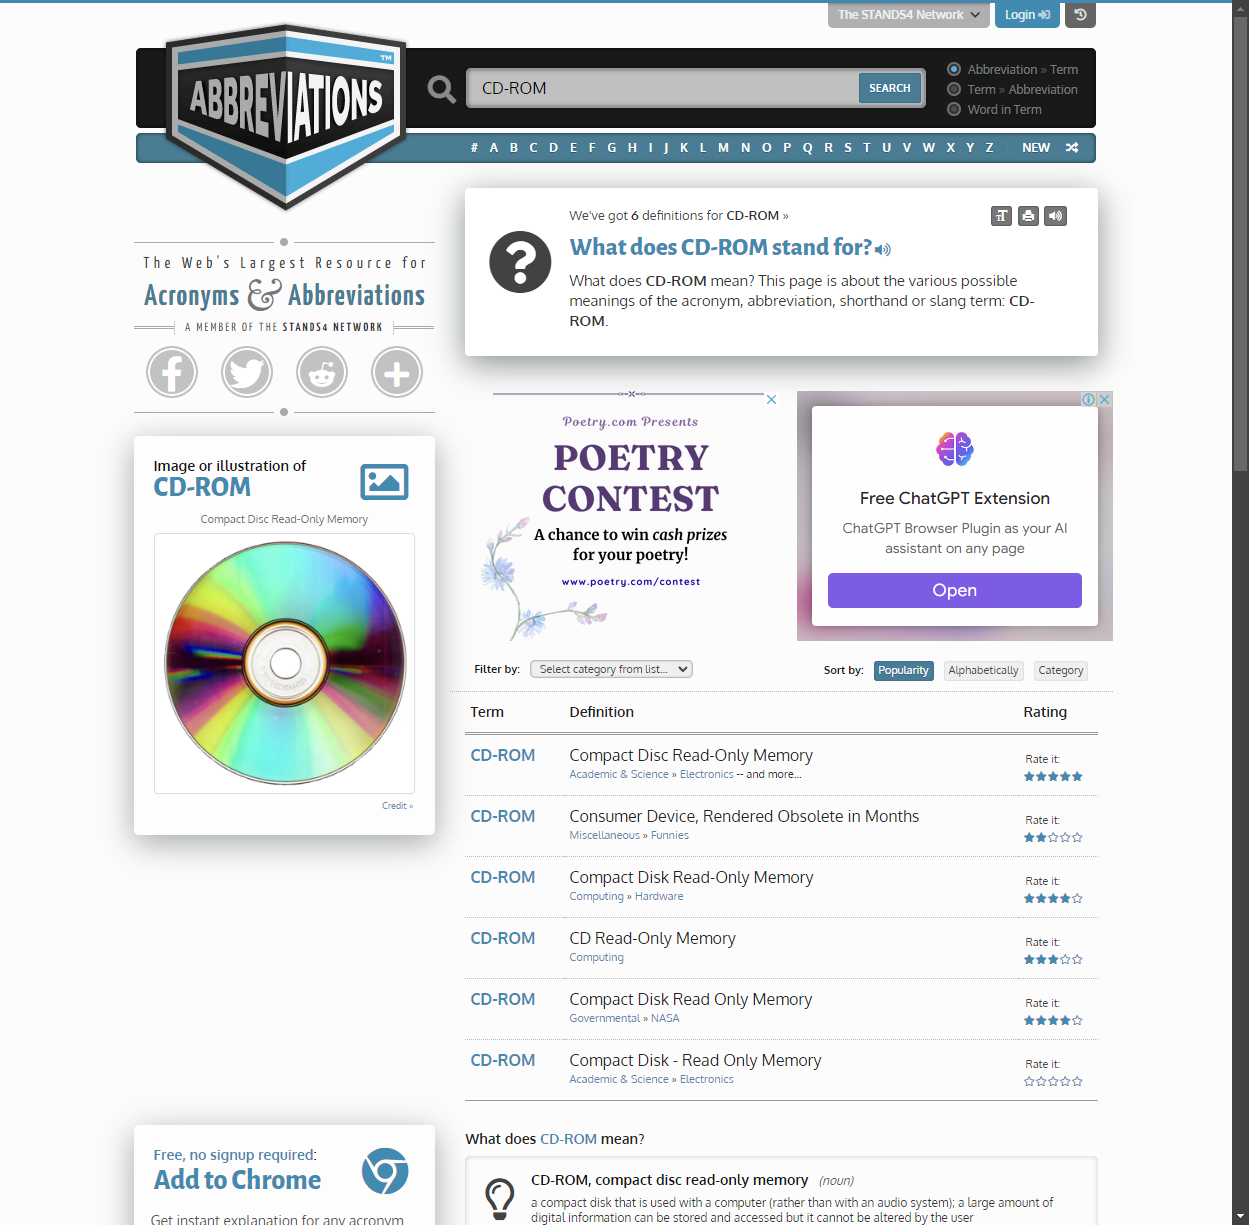 The STANDS4 Network
Login
ABBREVIATIONS
TM
CD-ROM
SEARCH
Abbreviation » Term
Term » Abbreviation
Word in Term
# A B C D E F G H I J K L M N O P Q R S T U V W X Y Z NEW
The Web's Largest Resource for
Acronyms & Abbreviations
A MEMBER OF THE STANDS4 NETWORK
We've got 6 definitions for CD-ROM »
What does CD-ROM stand for?
What does CD-ROM mean? This page is about the various possible
meanings of the acronym, abbreviation, shorthand or slang term: CD-
ROM.
Image or illustration of
CD-ROM
Compact Disc Read-Only Memory
Credit »
Poetry.com Presents
POETRY
CONTEST
A chance to win cash prizes
for your poetry!
www.poetry.com/contest
Free ChatGPT Extension
ChatGPT Browser Plugin as your AI
assistant on any page
Open
Filter by: Select category from list... Sort by: Popularity Alphabetically Category
Term Definition Rating
CD-ROM Compact Disc Read-Only Memory Rate it:
Academic & Science » Electronics -- and more...
CD-ROM Consumer Device, Rendered Obsolete in Months Rate it:
Miscellaneous » Funnies
CD-ROM Compact Disk Read-Only Memory Rate it:
Computing » Hardware
CD-ROM CD Read-Only Memory Rate it:
Computing
CD-ROM Compact Disk Read Only Memory Rate it:
Governmental » NASA
CD-ROM Compact Disk - Read Only Memory Rate it:
Academic & Science » Electronics
Free, no signup required:
Add to Chrome
Get instant explanation for any acronym
What does CD-ROM mean?
CD-ROM, compact disc read-only memory (noun)
a compact disk that is used with a computer (rather than with an audio system); a large amount of
digital information can be stored and accessed but it cannot be altered by the user